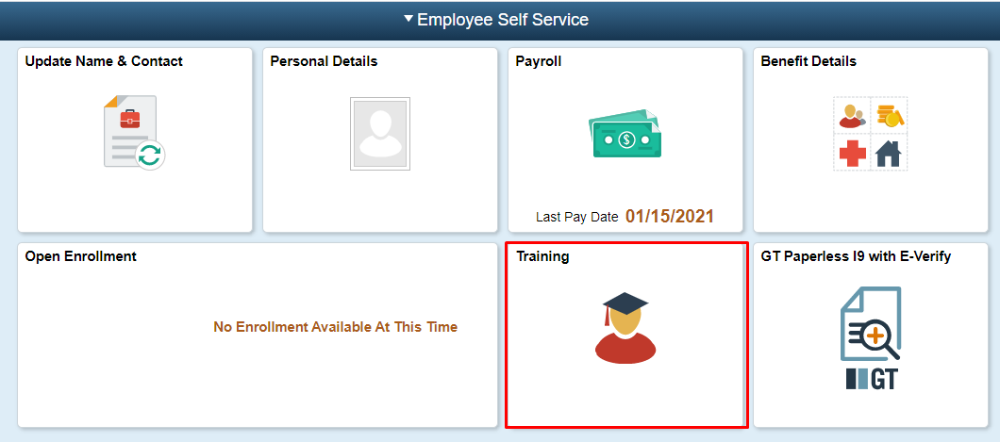 Employee Self Service
Update Name & Contact
Personal Details
Payroll
Last Pay Date 01/15/2021
Benefit Details
Open Enrollment
No Enrollment Available At This Time
Training
GT Paperless I9 with E-Verify
GT